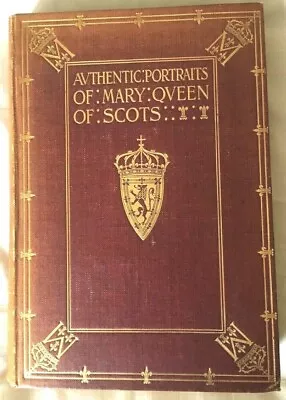 AVTHENTIC:PORTRAITS
OF:MARY:QVEEN
OF:SCOTS::